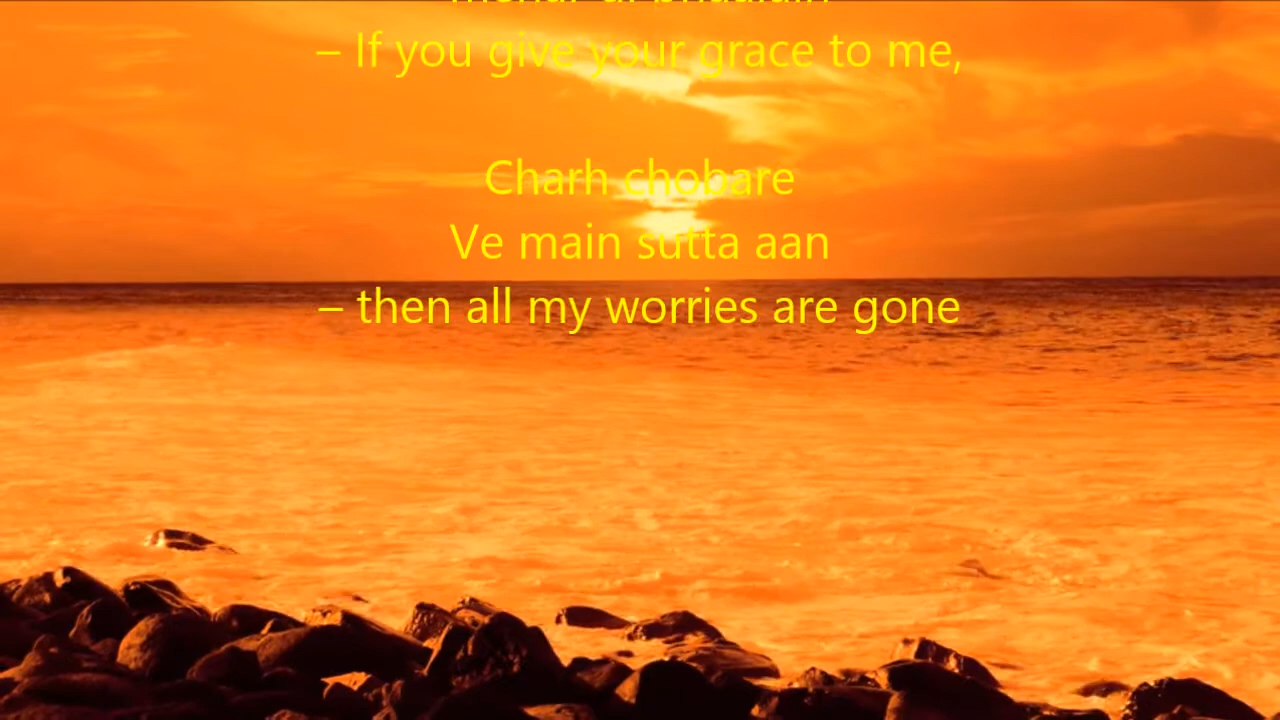 – If you give your grace to me,
Charh chobare
Ve main sutta aan
– then all my worries are gone